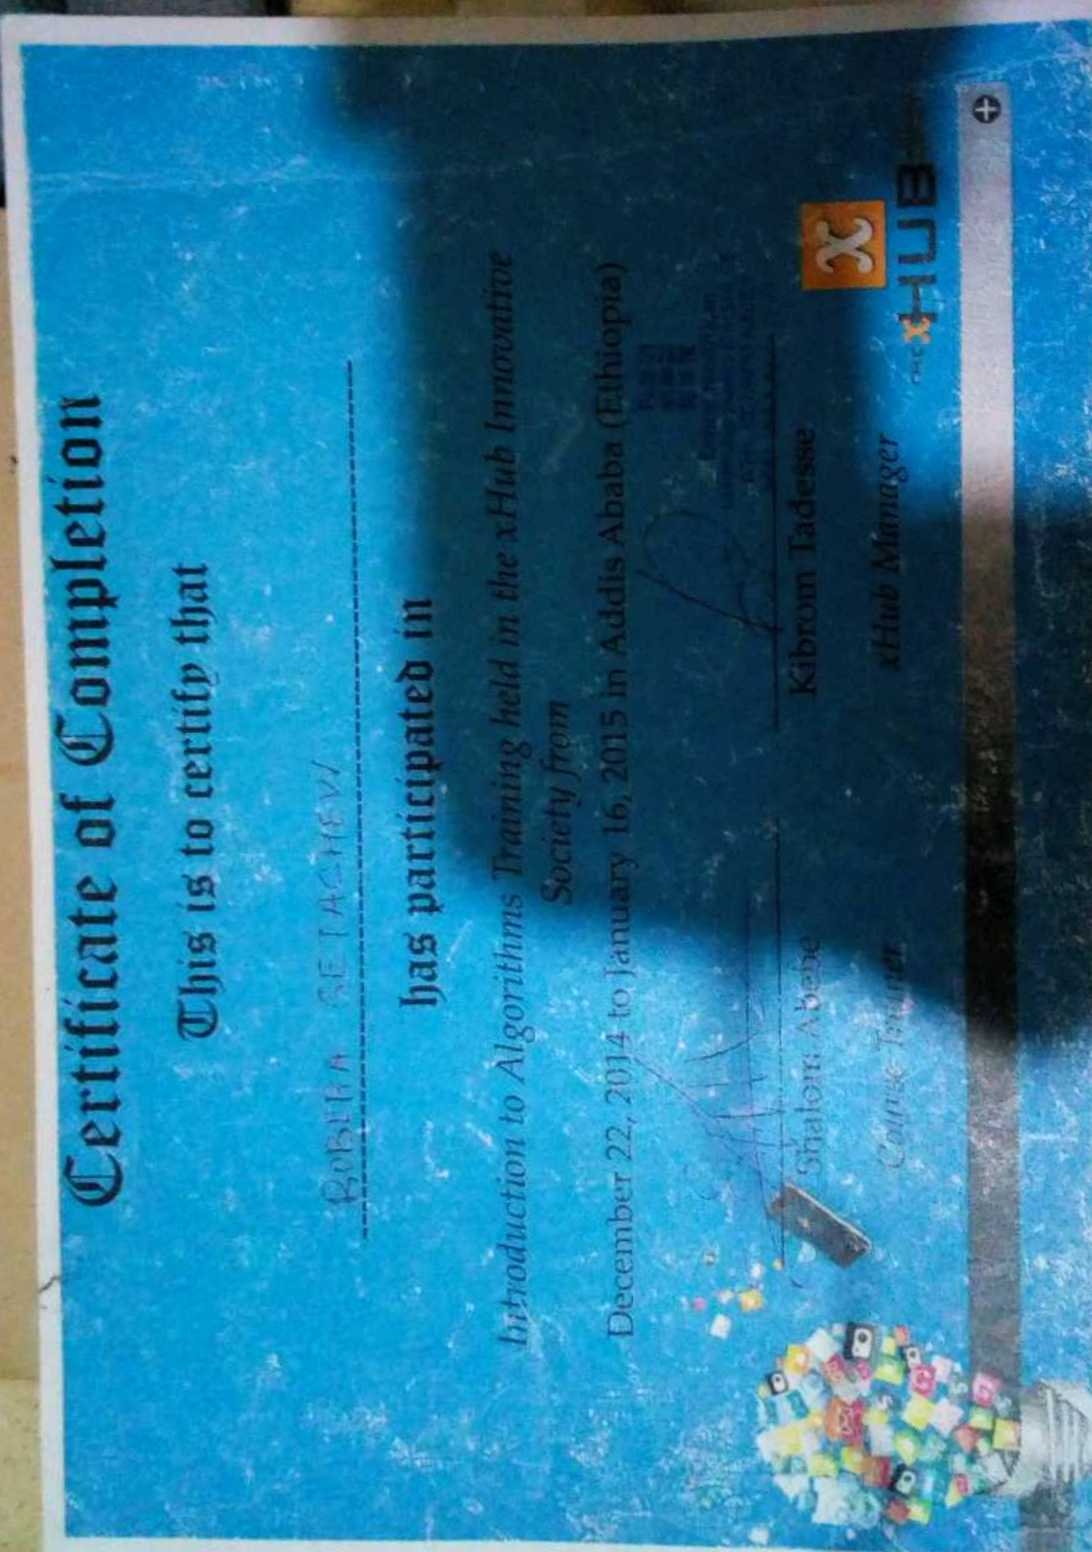 Certificate of Completion
This is to certify that
ROBERA GETACHEW
has participated in
Introduction to Algorithms Training held in the xHub Innovative
Society from
December 22, 2014 to January 16, 2015 in Addis Ababa (Ethiopia)
Shalom Abebe
Kibrom Tadesse
Course Trainer
xHub Manager
x
THE xHUB